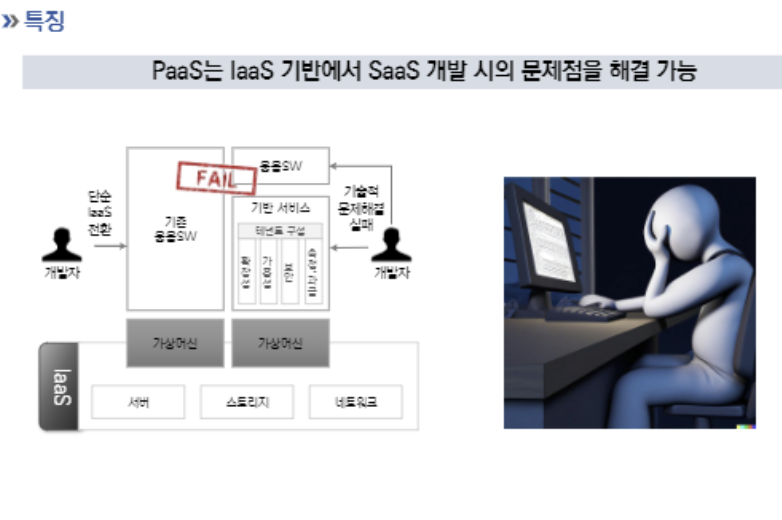 » 특징
PaaS는 IaaS 기반에서 SaaS 개발 시의 문제점을 해결 가능
단순
IaaS
전환
개발자
기존
응용SW
FAIL
응용SW
기반 서비스
테넌트 구성
확장성
가용성
보안
기술적
문제해결
실패
개발자
가상머신
가상머신
IaaS
서버
스토리지
네트워크